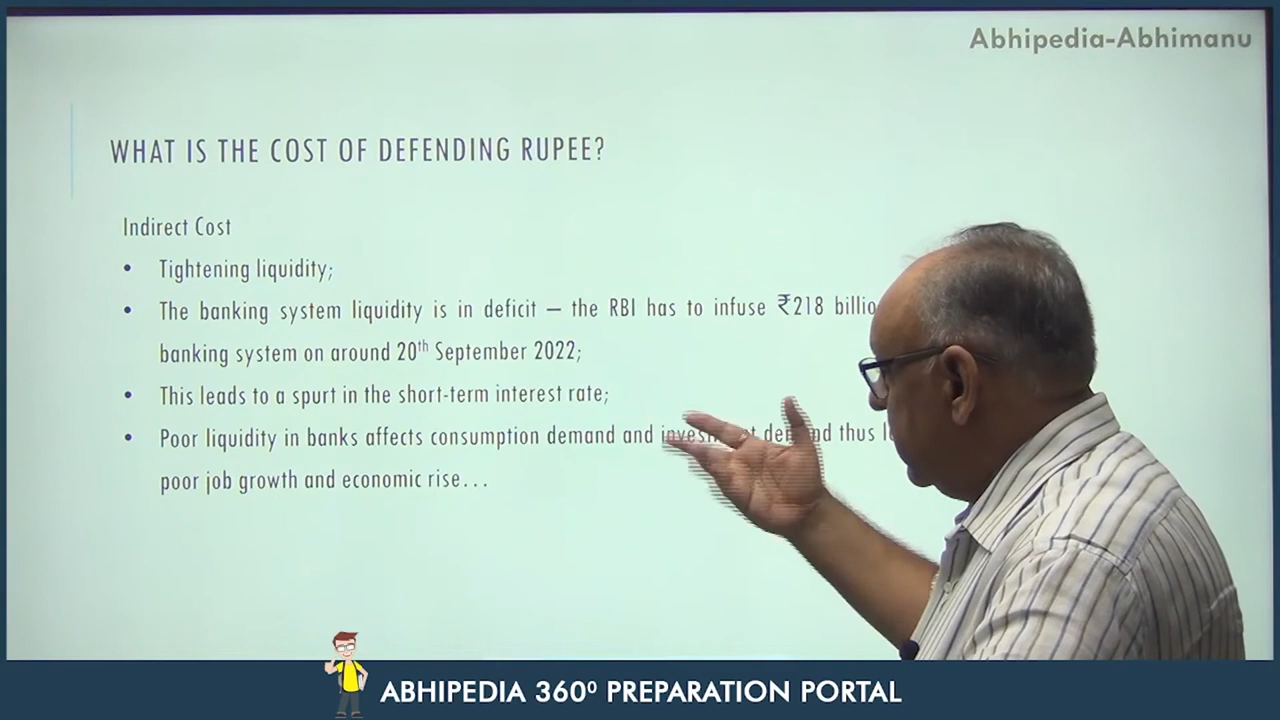 Abhipedia-Abhimanu
WHAT IS THE COST OF DEFENDING RUPEE?
Indirect Cost
• Tightening liquidity;
• The banking system liquidity is in deficit – the RBI has to infuse ₹218
banking system on around 20th September 2022;
• This leads to a spurt in the short-term interest rate;
• Poor liquidity in banks affects consumption demand and thus
poor job growth and economic rise...
ABHIPEDIA 360⁰ PREPARATION PORTAL